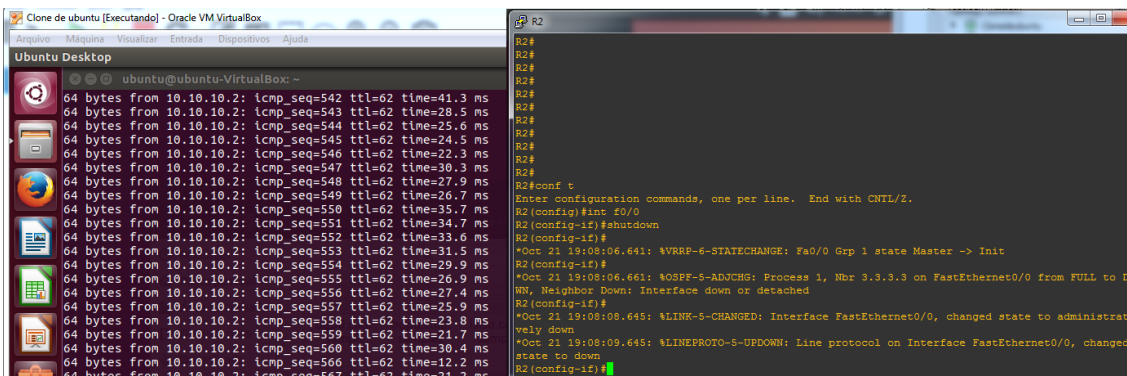 Clone de ubuntu [Executando] - Oracle VM VirtualBox
Arquivo Máquina Visualizar Entrada Dispositivos Ajuda
Ubuntu Desktop
ubuntu@ubuntu-VirtualBox: ~
64 bytes from 10.10.10.2: icmp_seq=542 ttl=62 time=41.3 ms
64 bytes from 10.10.10.2: icmp_seq=543 ttl=62 time=28.5 ms
64 bytes from 10.10.10.2: icmp_seq=544 ttl=62 time=25.6 ms
64 bytes from 10.10.10.2: icmp_seq=545 ttl=62 time=24.5 ms
64 bytes from 10.10.10.2: icmp_seq=546 ttl=62 time=22.3 ms
64 bytes from 10.10.10.2: icmp_seq=547 ttl=62 time=30.3 ms
64 bytes from 10.10.10.2: icmp_seq=548 ttl=62 time=27.9 ms
64 bytes from 10.10.10.2: icmp_seq=549 ttl=62 time=26.7 ms
64 bytes from 10.10.10.2: icmp_seq=550 ttl=62 time=35.7 ms
64 bytes from 10.10.10.2: icmp_seq=551 ttl=62 time=34.7 ms
64 bytes from 10.10.10.2: icmp_seq=552 ttl=62 time=33.6 ms
64 bytes from 10.10.10.2: icmp_seq=553 ttl=62 time=31.5 ms
64 bytes from 10.10.10.2: icmp_seq=554 ttl=62 time=29.9 ms
64 bytes from 10.10.10.2: icmp_seq=555 ttl=62 time=26.9 ms
64 bytes from 10.10.10.2: icmp_seq=556 ttl=62 time=27.4 ms
64 bytes from 10.10.10.2: icmp_seq=557 ttl=62 time=25.9 ms
64 bytes from 10.10.10.2: icmp_seq=558 ttl=62 time=23.8 ms
64 bytes from 10.10.10.2: icmp_seq=559 ttl=62 time=21.7 ms
64 bytes from 10.10.10.2: icmp_seq=560 ttl=62 time=30.4 ms
64 bytes from 10.10.10.2: icmp_seq=566 ttl=62 time=12.2 ms
64 bytes from 10.10.10.2: icmp_seq=567 ttl=62 time=21.2 ms
R2
R2#
R2#
R2#
R2#
R2#
R2#
R2#
R2#
R2#
R2#
R2#
R2#conf t
Enter configuration commands, one per line. End with CNTL/Z.
R2(config)#int f0/0
R2(config-if)#shutdown
R2(config-if)#
*Oct 21 19:08:06.641: %VRRP-6-STATECHANGE: Fa0/0 Grp 1 state Master -> Init
R2(config-if)#
*Oct 21 19:08:06.661: %OSPF-5-ADJCHG: Process 1, Nbr 3.3.3.3 on FastEthernet0/0 from FULL to D
WN, Neighbor Down: Interface down or detached
R2(config-if)#
*Oct 21 19:08:08.645: %LINK-5-CHANGED: Interface FastEthernet0/0, changed state to administrat
vely down
*Oct 21 19:08:09.645: %LINEPROTO-5-UPDOWN: Line protocol on Interface FastEthernet0/0, changed
state to down
R2(config-if)#